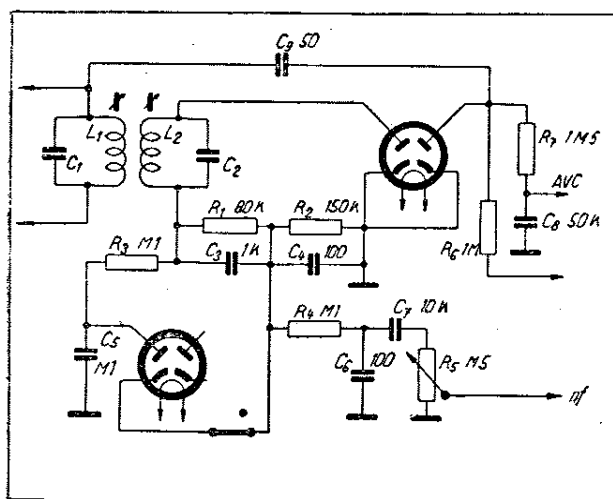 C9 50
L1
L2
C1
C2
R7 1M5
AVC
C8 50K
R1 80K
R2 150K
R6 1M
R3 M1
C3
1K
C4
100
R4 M1
C7 10K
C5
M1
C6
100
R5 M5
nf